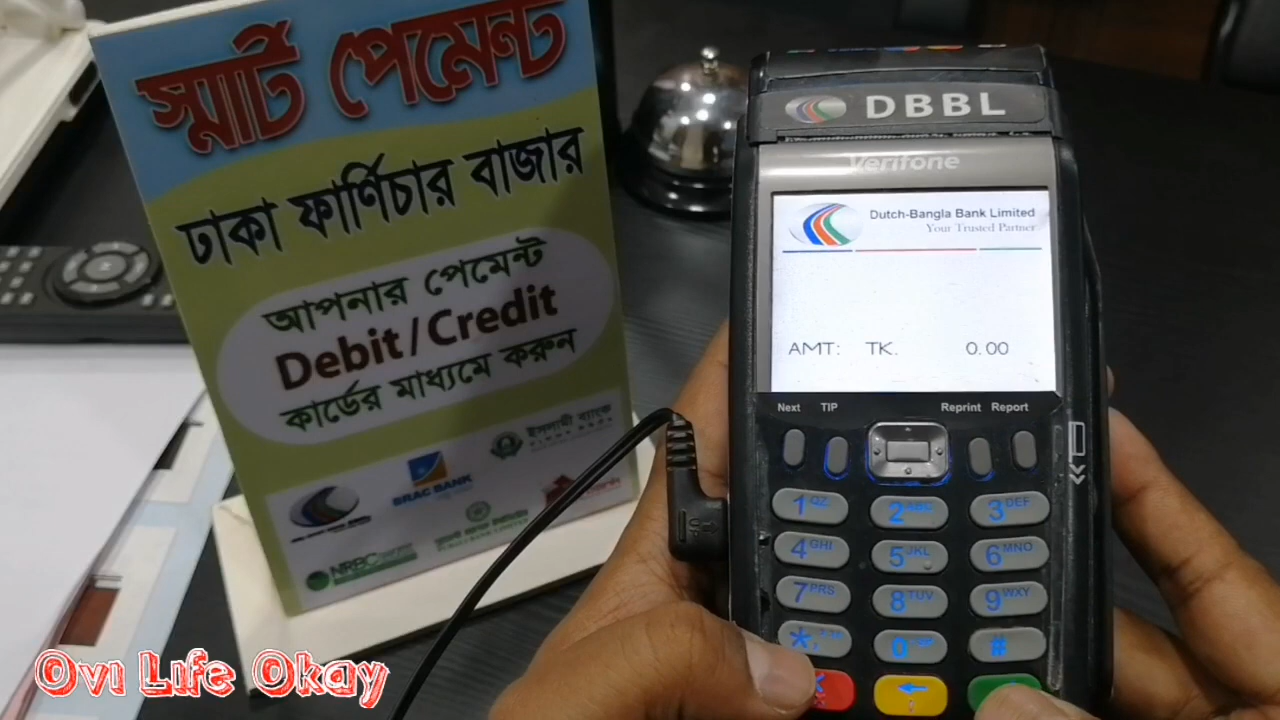 স্মার্ট পেমেন্ট
ঢাকা ফার্ণিচার বাজার
আপনার পেমেন্ট
Debit/Credit
কার্ডের মাধ্যমে করুন
ইসলামী ব্যাংক
BRAC BANK
NRBC
DBBL
Verifone
Dutch-Bangla Bank Limited
Your Trusted Partner
AMT: TK. 0.00
Next TIP Reprint Report
1 QZ 2 ABC 3 DEF
4 GHI 5 JKL 6 MNO
7 PRS 8 TUV 9 WXY
* 0 #
Ovi Life Okay